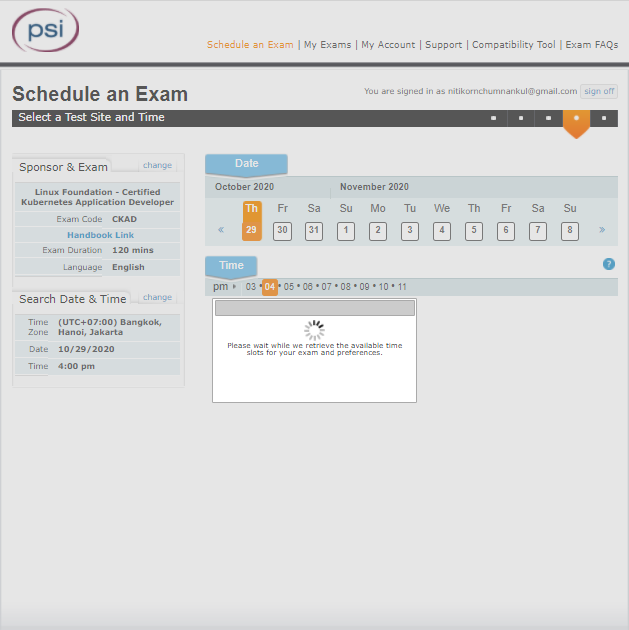 psi
Schedule an Exam | My Exams | My Account | Support | Compatibility Tool | Exam FAQs
Schedule an Exam
You are signed in as nitikornchumnankul@gmail.com sign off
Select a Test Site and Time
Sponsor & Exam change
Linux Foundation - Certified
Kubernetes Application Developer
Exam Code CKAD
Handbook Link
Exam Duration 120 mins
Language English
Search Date & Time change
Time Zone (UTC+07:00) Bangkok, Hanoi, Jakarta
Date 10/29/2020
Time 4:00 pm
Date
October 2020 November 2020
Th Fr Sa Su Mo Tu We Th Fr Sa Su
« 29 30 31 1 2 3 4 5 6 7 8 »
Time ?
pm 03 • 04 • 05 • 06 • 07 • 08 • 09 • 10 • 11
Please wait while we retrieve the available time
slots for your exam and preferences.